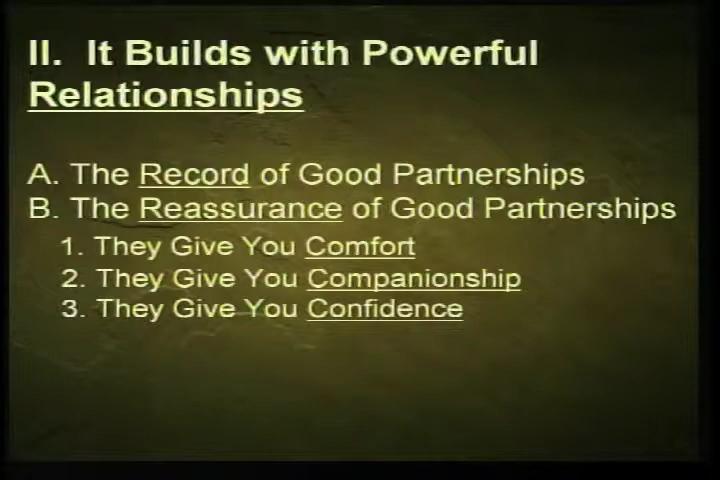 II. It Builds with Powerful
Relationships
A. The Record of Good Partnerships
B. The Reassurance of Good Partnerships
1. They Give You Comfort
2. They Give You Companionship
3. They Give You Confidence